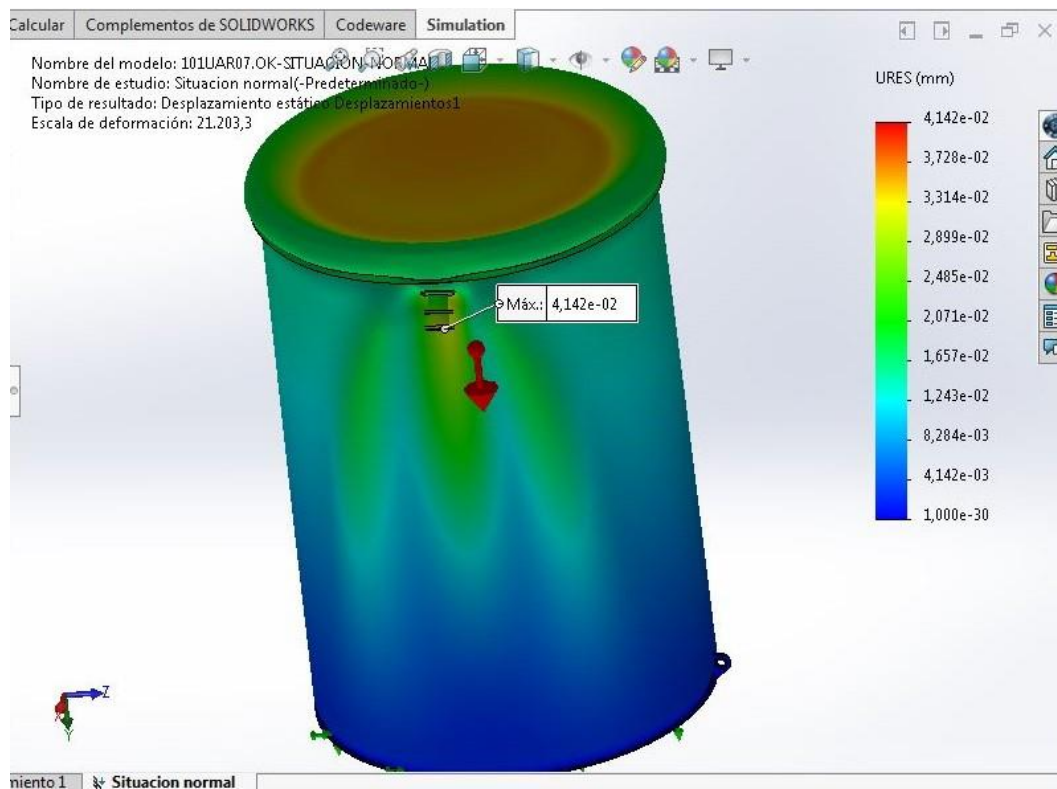 Calcular Complementos de SOLIDWORKS Codeware Simulation
Nombre del modelo: 101UAR07.OK-SITUACION-NORMA
Nombre de estudio: Situacion normal(-Predeterminado-)
Tipo de resultado: Desplazamiento estático Desplazamientos1
Escala de deformación: 21.203,3
URES (mm)
4,142e-02
3,728e-02
3,314e-02
2,899e-02
2,485e-02
2,071e-02
1,657e-02
1,243e-02
8,284e-03
4,142e-03
1,000e-30
Máx.: 4,142e-02
Z
X
Y
miento 1 Situacion normal